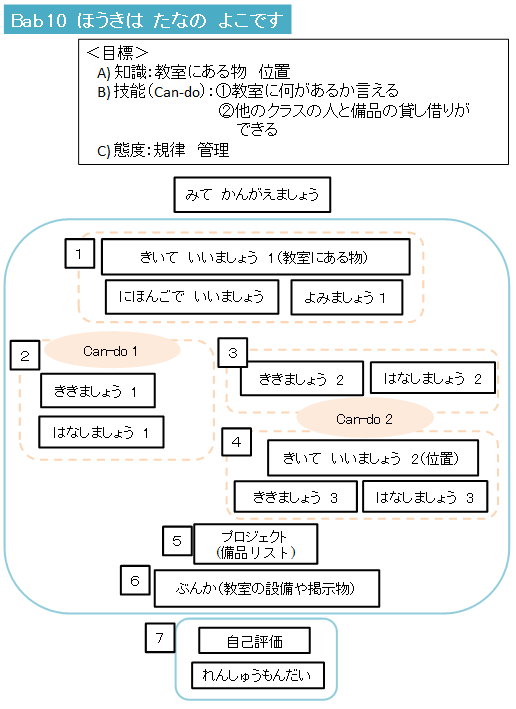 Bab10 ほうきは たなの よこです
＜目標＞
A) 知識：教室にある物 位置
B) 技能（Can-do）：①教室に何があるか言える
②他のクラスの人と備品の貸し借りが
できる
C) 態度：規律 管理
みて かんがえましょう
1
きいて いいましょう 1（教室にある物）
にほんごで いいましょう
よみましょう 1
2
Can-do 1
ききましょう 1
はなしましょう 1
3
ききましょう 2
はなしましょう 2
Can-do 2
4
きいて いいましょう 2（位置）
ききましょう 3
はなしましょう 3
5
プロジェクト
（備品リスト）
6
ぶんか（教室の設備や掲示物）
7
自己評価
れんしゅうもんだい